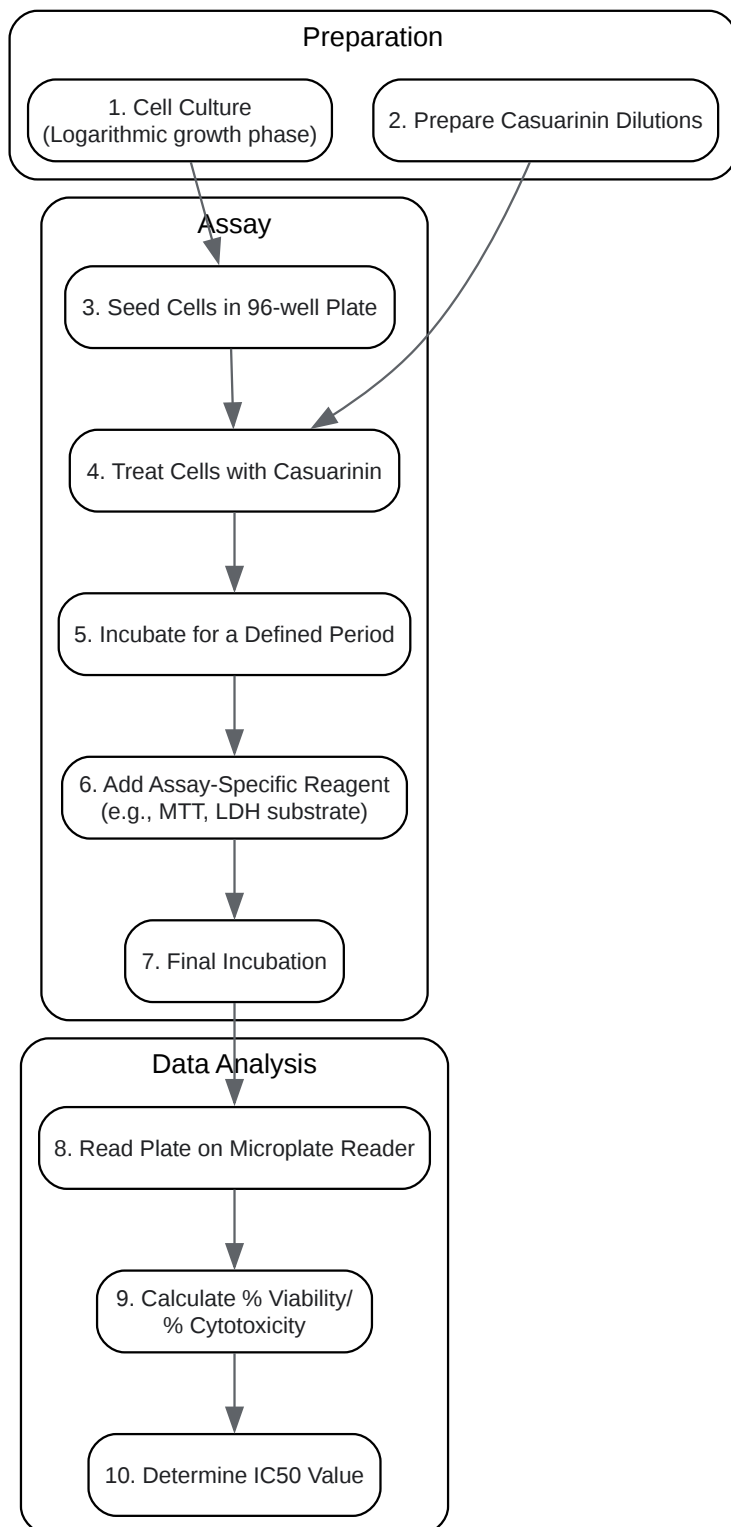 Preparation
1. Cell Culture
(Logarithmic growth phase)
2. Prepare Casuarinin Dilutions
Assay
3. Seed Cells in 96-well Plate
4. Treat Cells with Casuarinin
5. Incubate for a Defined Period
6. Add Assay-Specific Reagent
(e.g., MTT, LDH substrate)
7. Final Incubation
Data Analysis
8. Read Plate on Microplate Reader
9. Calculate % Viability/
% Cytotoxicity
10. Determine IC50 Value